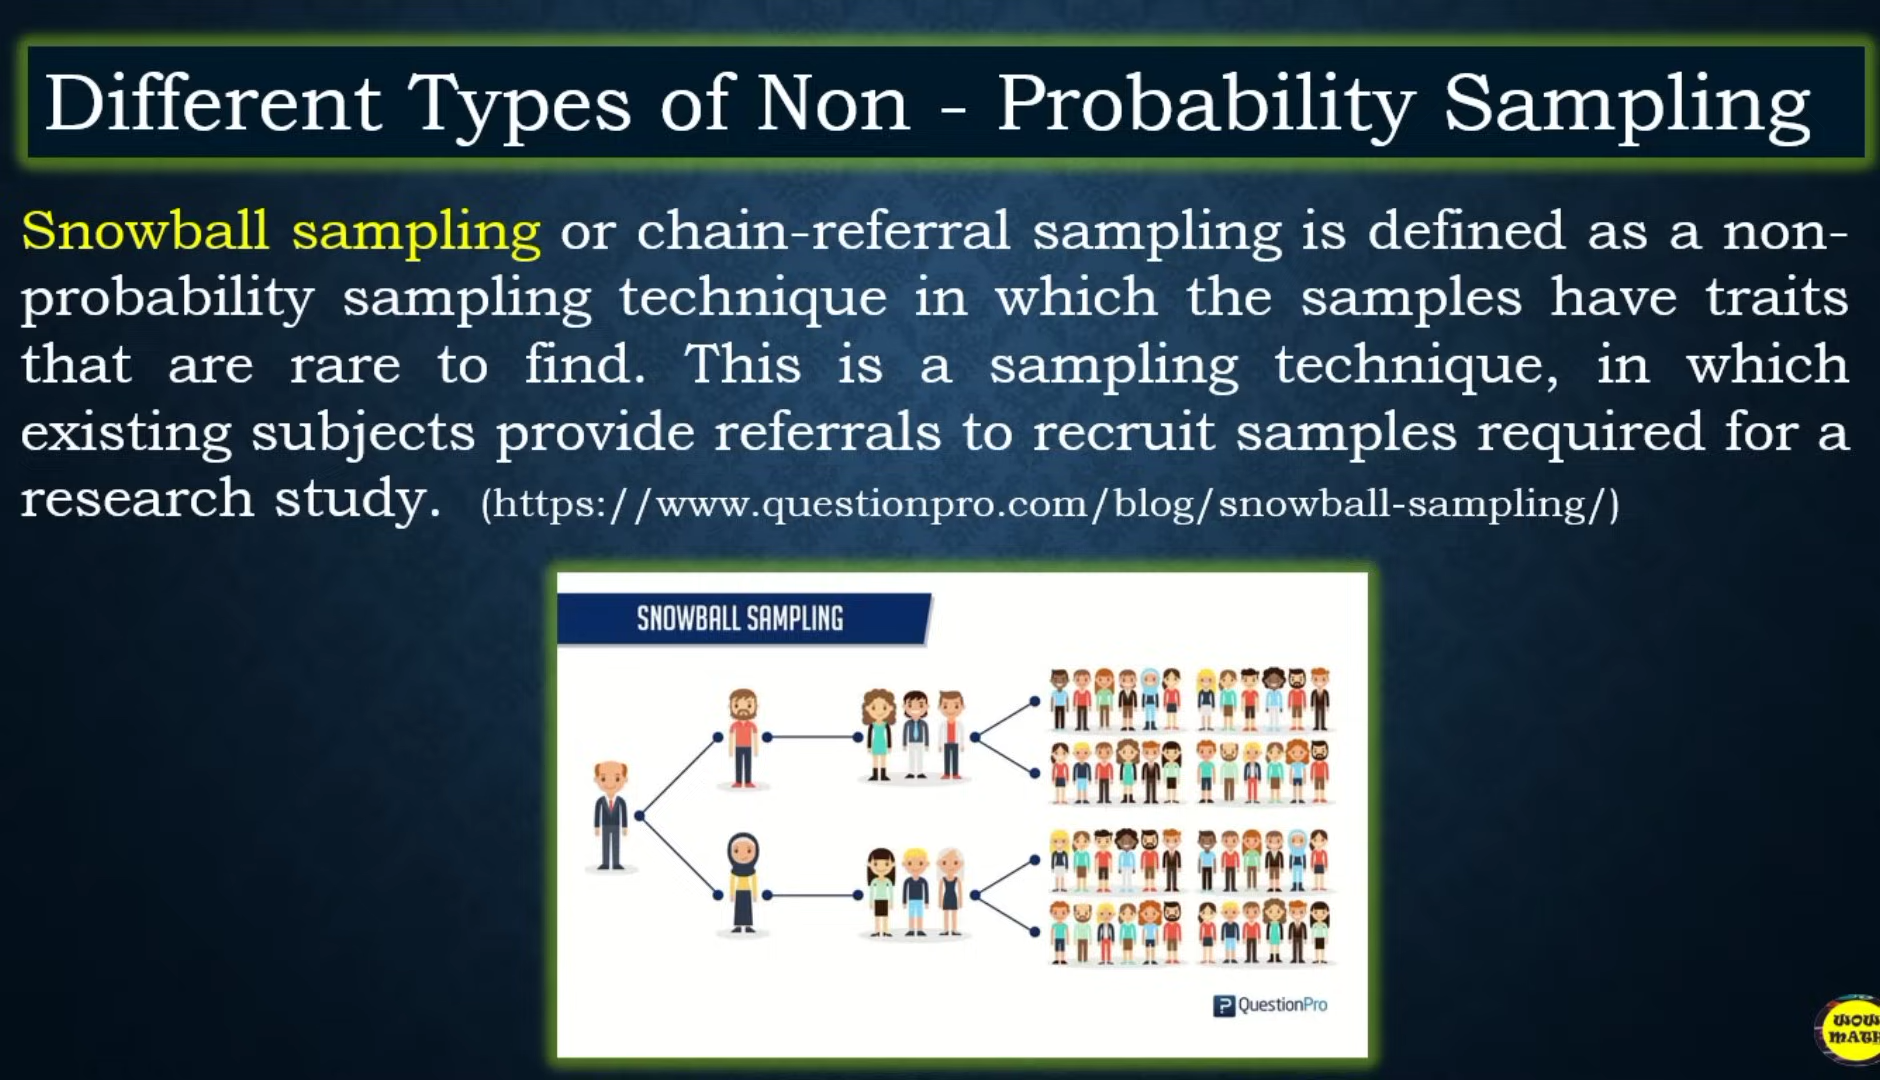 Different Types of Non - Probability Sampling
Snowball sampling or chain-referral sampling is defined as a non-
probability sampling technique in which the samples have traits
that are rare to find. This is a sampling technique, in which
existing subjects provide referrals to recruit samples required for a
research study. (https://www.questionpro.com/blog/snowball-sampling/)
SNOWBALL SAMPLING
QuestionPro
WOW
MATH